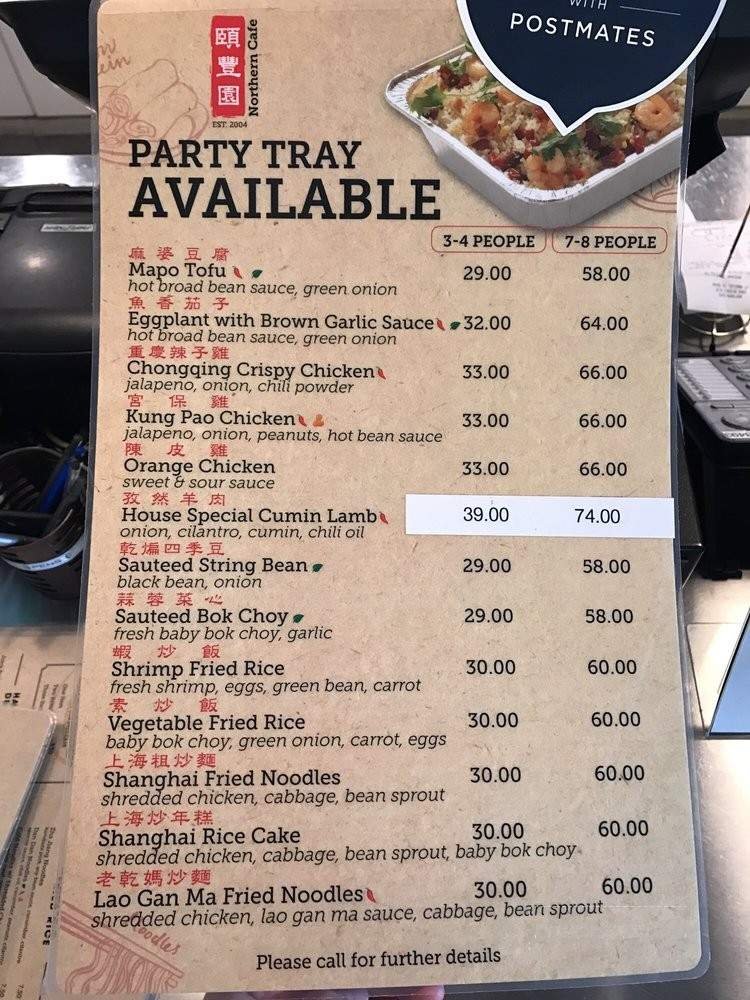 WITH
POSTMATES
頤豐園
Northern Cafe
EST. 2004
PARTY TRAY
AVAILABLE
3-4 PEOPLE 7-8 PEOPLE
麻婆豆腐
Mapo Tofu 29.00 58.00
hot broad bean sauce, green onion
魚香茄子
Eggplant with Brown Garlic Sauce 32.00 64.00
hot broad bean sauce, green onion
重慶辣子雞
Chongqing Crispy Chicken 33.00 66.00
jalapeno, onion, chili powder
宮保雞
Kung Pao Chicken 33.00 66.00
jalapeno, onion, peanuts, hot bean sauce
陳皮雞
Orange Chicken 33.00 66.00
sweet & sour sauce
孜然羊肉
House Special Cumin Lamb 39.00 74.00
onion, cilantro, cumin, chili oil
乾煸四季豆
Sauteed String Bean 29.00 58.00
black bean, onion
蒜蓉菜心
Sauteed Bok Choy 29.00 58.00
fresh baby bok choy, garlic
蝦炒飯
Shrimp Fried Rice 30.00 60.00
fresh shrimp, eggs, green bean, carrot
素炒飯
Vegetable Fried Rice 30.00 60.00
baby bok choy, green onion, carrot, eggs
上海粗炒麵
Shanghai Fried Noodles 30.00 60.00
shredded chicken, cabbage, bean sprout
上海炒年糕
Shanghai Rice Cake 30.00 60.00
shredded chicken, cabbage, bean sprout, baby bok choy
老乾媽炒麵
Lao Gan Ma Fried Noodles 30.00 60.00
shredded chicken, lao gan ma sauce, cabbage, bean sprout
noodles
Please call for further details